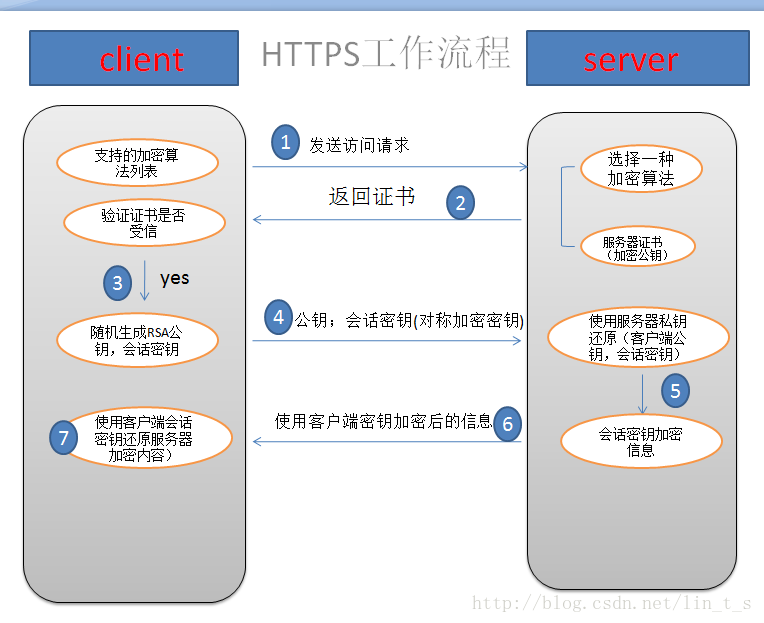 client
HTTPS工作流程
server
1
发送访问请求
支持的加密算
法列表
选择一种
加密算法
返回证书
2
验证证书是否
受信
服务器证书
（加密公钥）
3
yes
4
公钥；会话密钥(对称加密密钥)
随机生成RSA公
钥，会话密钥
使用服务器私钥
还原（客户端公
钥，会话密钥）
5
使用客户端密钥加密后的信息
6
7
使用客户端会话
密钥还原服务器
加密内容）
会话密钥加密
信息
http://blog.csdn.net/lin_t_s